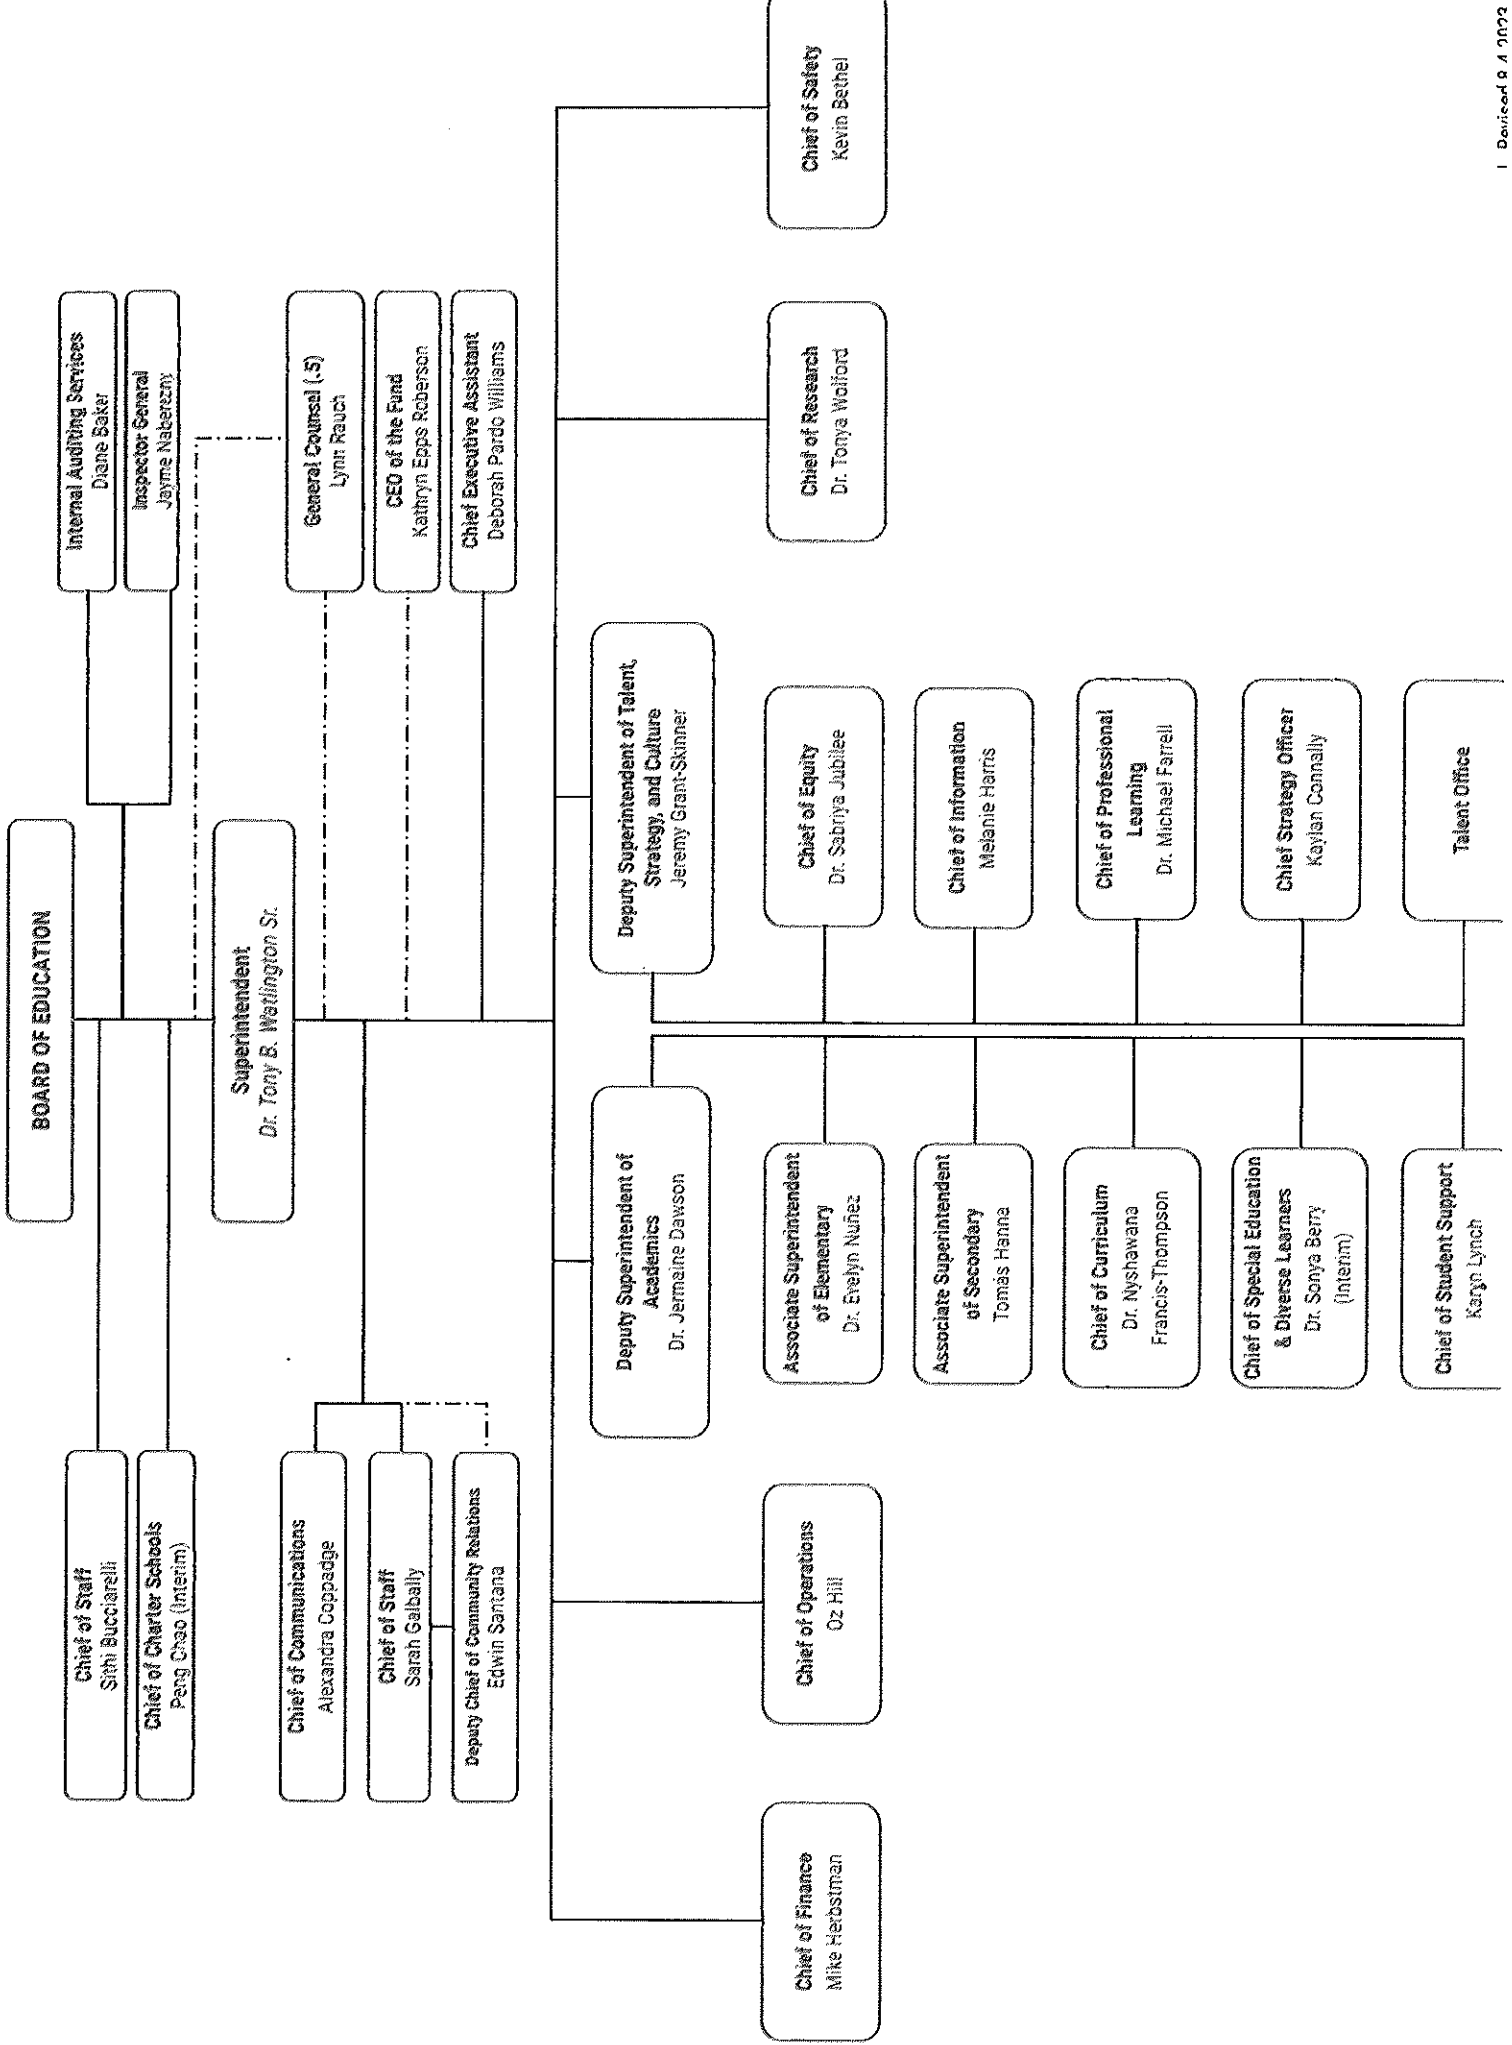 BOARD OF EDUCATION
Chief of Staff
Sithi Bucciarelli
Chief of Charter Schools
Peng Chao (Interim)
Internal Auditing Services
Diane Baker
Inspector General
Jayme Naberezny
Superintendent
Dr. Tony B. Watlington Sr.
Chief of Communications
Alexandra Coppadge
Chief of Staff
Sarah Galbally
Deputy Chief of Community Relations
Edwin Santana
General Counsel (.5)
Lynn Rauch
CEO of the Fund
Kathryn Epps Roberson
Chief Executive Assistant
Deborah Pardo Williams
Deputy Superintendent of
Academics
Dr. Jermaine Dawson
Deputy Superintendent of Talent,
Strategy, and Culture
Jeremy Grant-Skinner
Chief of Finance
Mike Herbstman
Chief of Operations
Oz Hill
Associate Superintendent
of Elementary
Dr. Evelyn Nuñez
Chief of Equity
Dr. Sabriya Jubilee
Chief of Research
Dr. Tonya Wolford
Chief of Safety
Kevin Bethel
Associate Superintendent
of Secondary
Tomás Hanna
Chief of Information
Melanie Harris
Chief of Curriculum
Dr. Nyshawana
Francis-Thompson
Chief of Professional
Learning
Dr. Michael Farrell
Chief of Special Education
& Diverse Learners
Dr. Sonya Berry
(Interim)
Chief Strategy Officer
Kaylan Connally
Chief of Student Support
Karyn Lynch
Talent Office
| Revised 8.4.2023